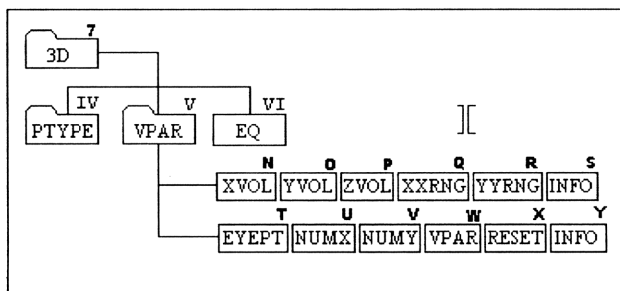 7
3D
IV V VI
PTYPE VPAR EQ
N O P Q R S
XVOL YVOL ZVOL XXRNG YYRNG INFO
T U V W X Y
EYEPT NUMX NUMY VPAR RESET INFO